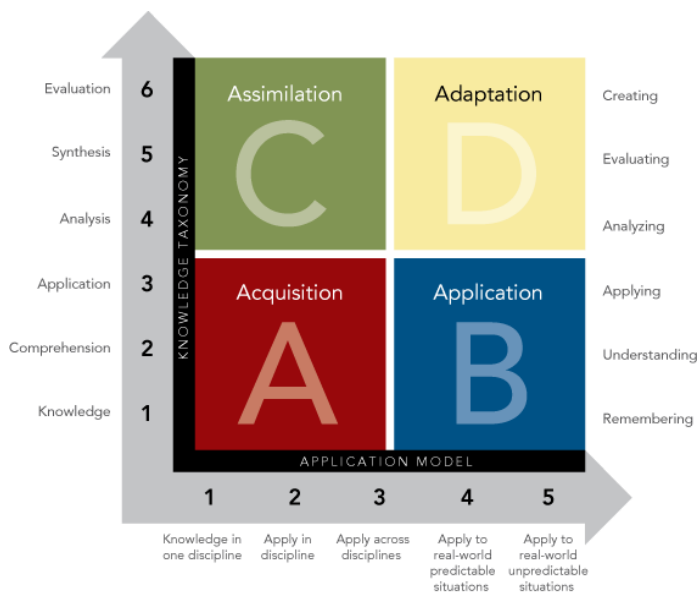 Evaluation 6 Assimilation Adaptation Creating
C D
Synthesis 5 Evaluating
Analysis 4 Analyzing
KNOWLEDGE TAXONOMY
Application 3 Acquisition Application Applying
A B
Comprehension 2 Understanding
Knowledge 1 Remembering
APPLICATION MODEL
1 2 3 4 5
Knowledge in
one discipline
Apply in
discipline
Apply across
disciplines
Apply to
real-world
predictable
situations
Apply to
real-world
unpredictable
situations